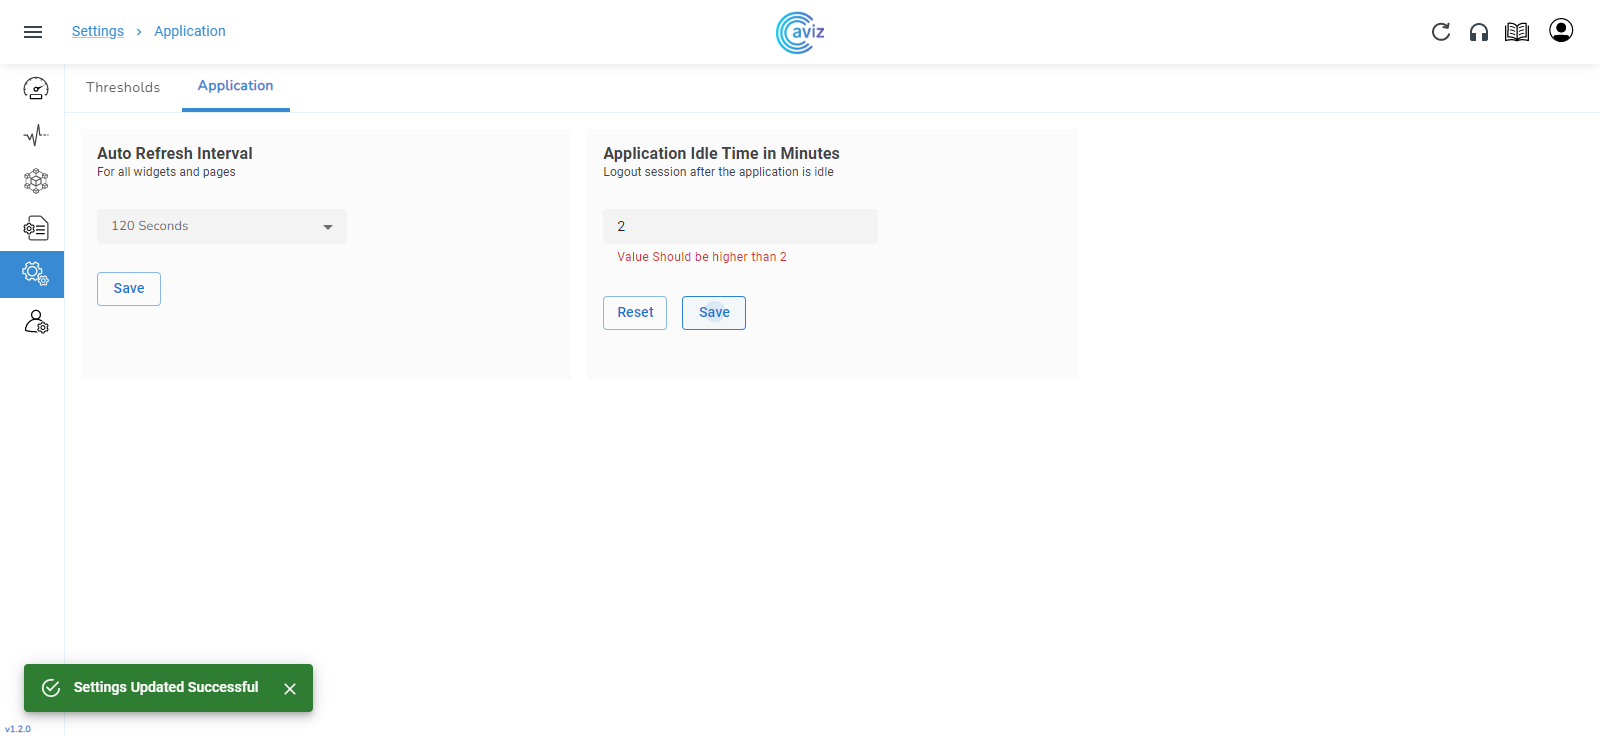 Settings › Application
aviz
Thresholds
Application
Auto Refresh Interval
For all widgets and pages
120 Seconds
Save
Application Idle Time in Minutes
Logout session after the application is idle
2
Value Should be higher than 2
Reset
Save
Settings Updated Successful
v1.2.0